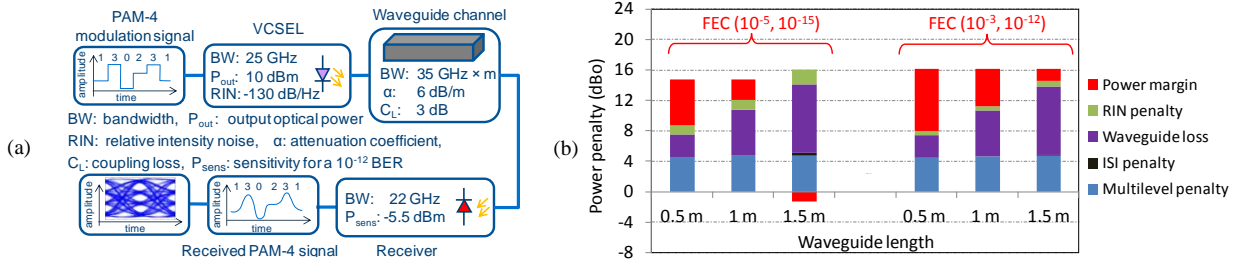 (a)
PAM-4
modulation signal
amplitude
1 3 0 2 3 1
time
VCSEL
BW: 25 GHz
Pout: 10 dBm
RIN: -130 dB/Hz
Waveguide channel
BW: 35 GHz × m
α: 6 dB/m
CL: 3 dB
BW: bandwidth, Pout: output optical power
RIN: relative intensity noise, α: attenuation coefficient,
CL: coupling loss, Psens: sensitivity for a 10-12 BER
amplitude
time
amplitude
1 3 0 2 3 1
time
Received PAM-4 signal
BW: 22 GHz
Psens: -5.5 dBm
Receiver
(b)
Power penalty (dBo)
24
20
16
12
8
4
0
-4
-8
FEC (10-5, 10-15)
FEC (10-3, 10-12)
0.5 m
1 m
1.5 m
0.5 m
1 m
1.5 m
Waveguide length
Power margin
RIN penalty
Waveguide loss
ISI penalty
Multilevel penalty